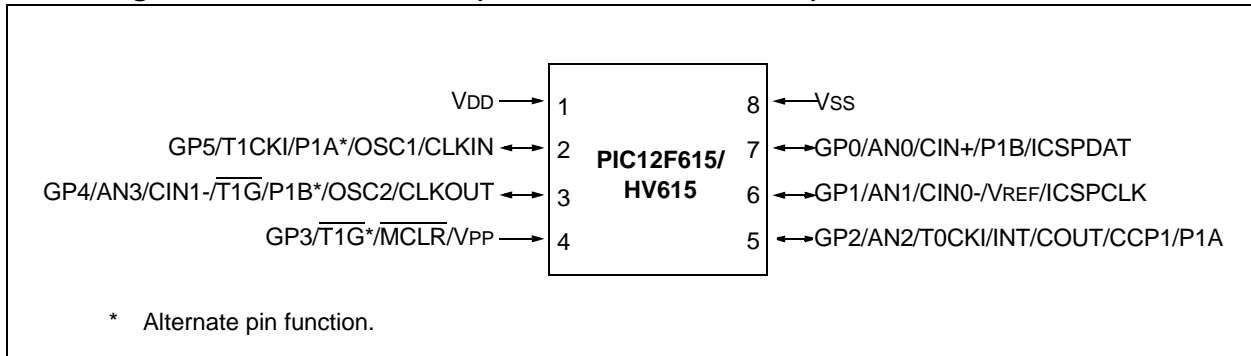 VDD
1
8
VSS
GP5/T1CKI/P1A*/OSC1/CLKIN
2
PIC12F615/
HV615
7
GP0/AN0/CIN+/P1B/ICSPDAT
GP4/AN3/CIN1-/T1G/P1B*/OSC2/CLKOUT
3
6
GP1/AN1/CIN0-/VREF/ICSPCLK
GP3/T1G*/MCLR/VPP
4
5
GP2/AN2/T0CKI/INT/COUT/CCP1/P1A
* Alternate pin function.